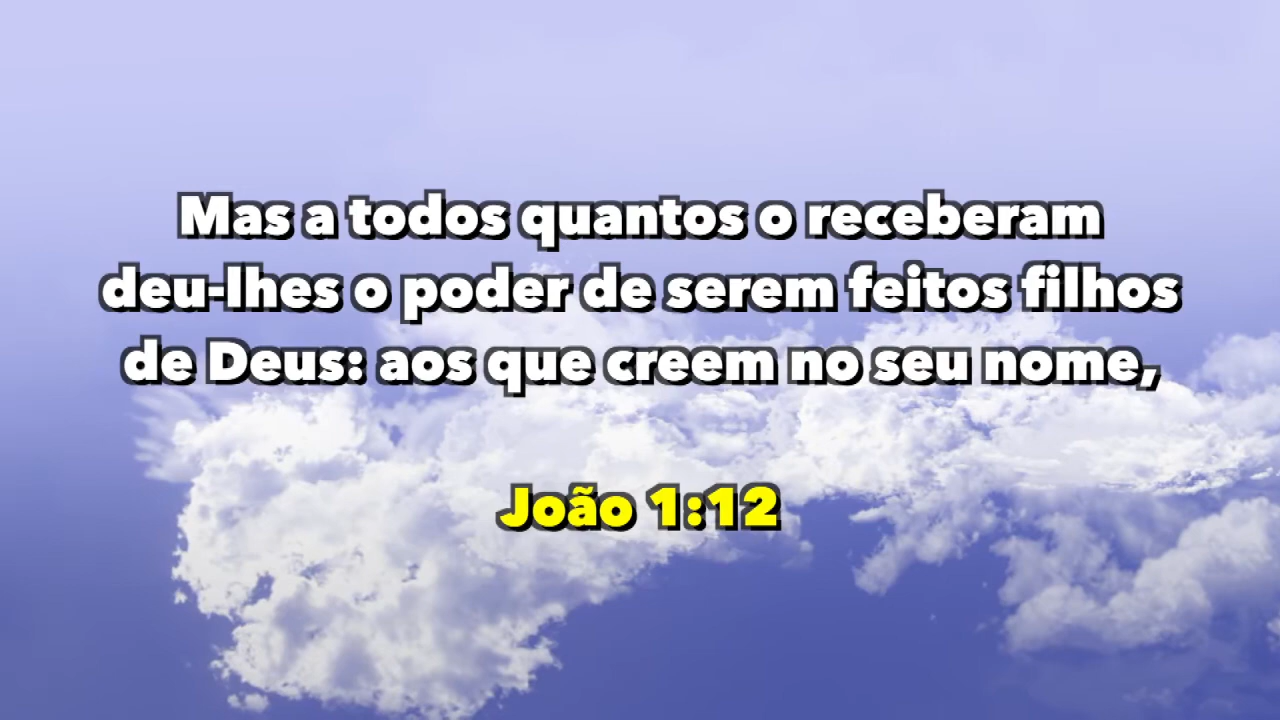 Mas a todos quantos o receberam
deu-lhes o poder de serem feitos filhos
de Deus: aos que creem no seu nome,
João 1:12